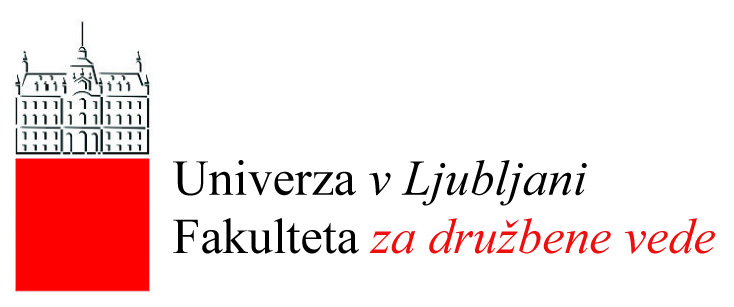 Univerza v Ljubljani
Fakulteta za družbene vede